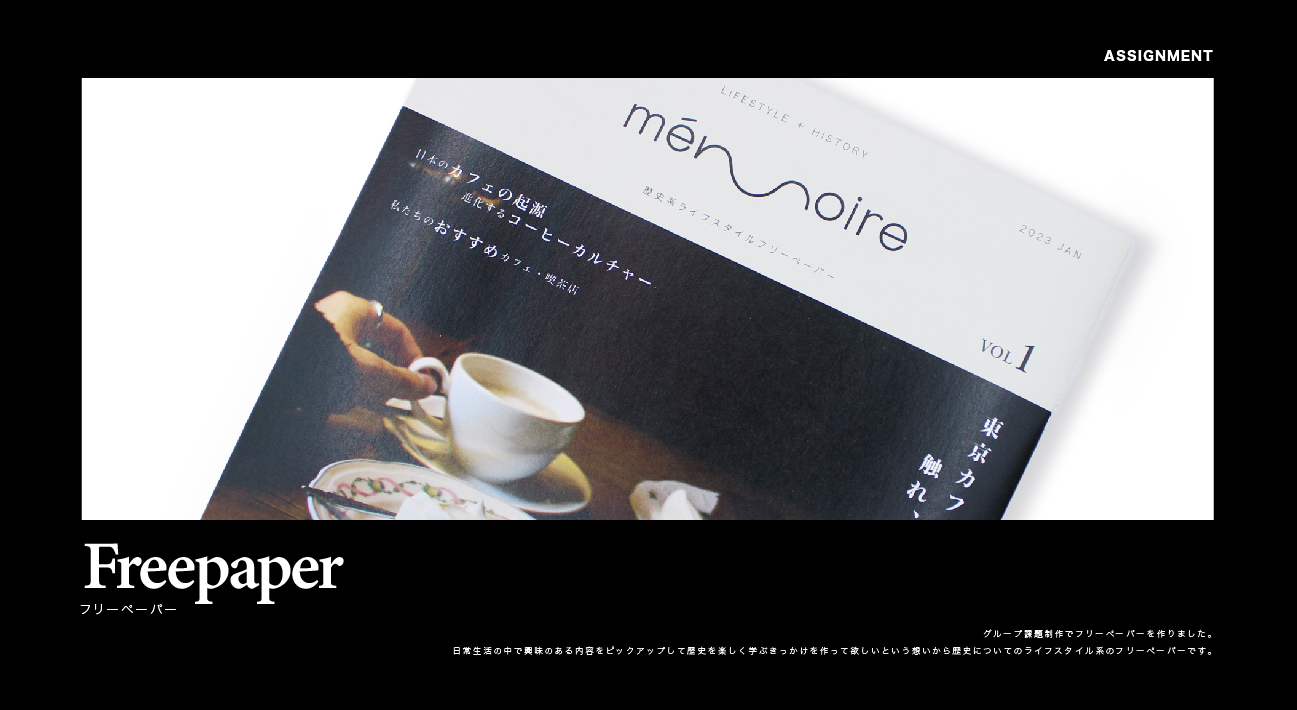 ASSIGNMENT
LIFESTYLE + HISTORY
mémoire
歴史系ライフスタイルフリーペーパー
2023 JAN
VOL 1
日本のカフェの起源
進化するコーヒーカルチャー
私たちのおすすめカフェ・喫茶店
東京カフ
触れ、
Freepaper
フリーペーパー
グループ課題制作でフリーペーパーを作りました。
日常生活の中で興味のある内容をピックアップして歴史を楽しく学ぶきっかけを作って欲しいという想いから歴史についてのライフスタイル系のフリーペーパーです。